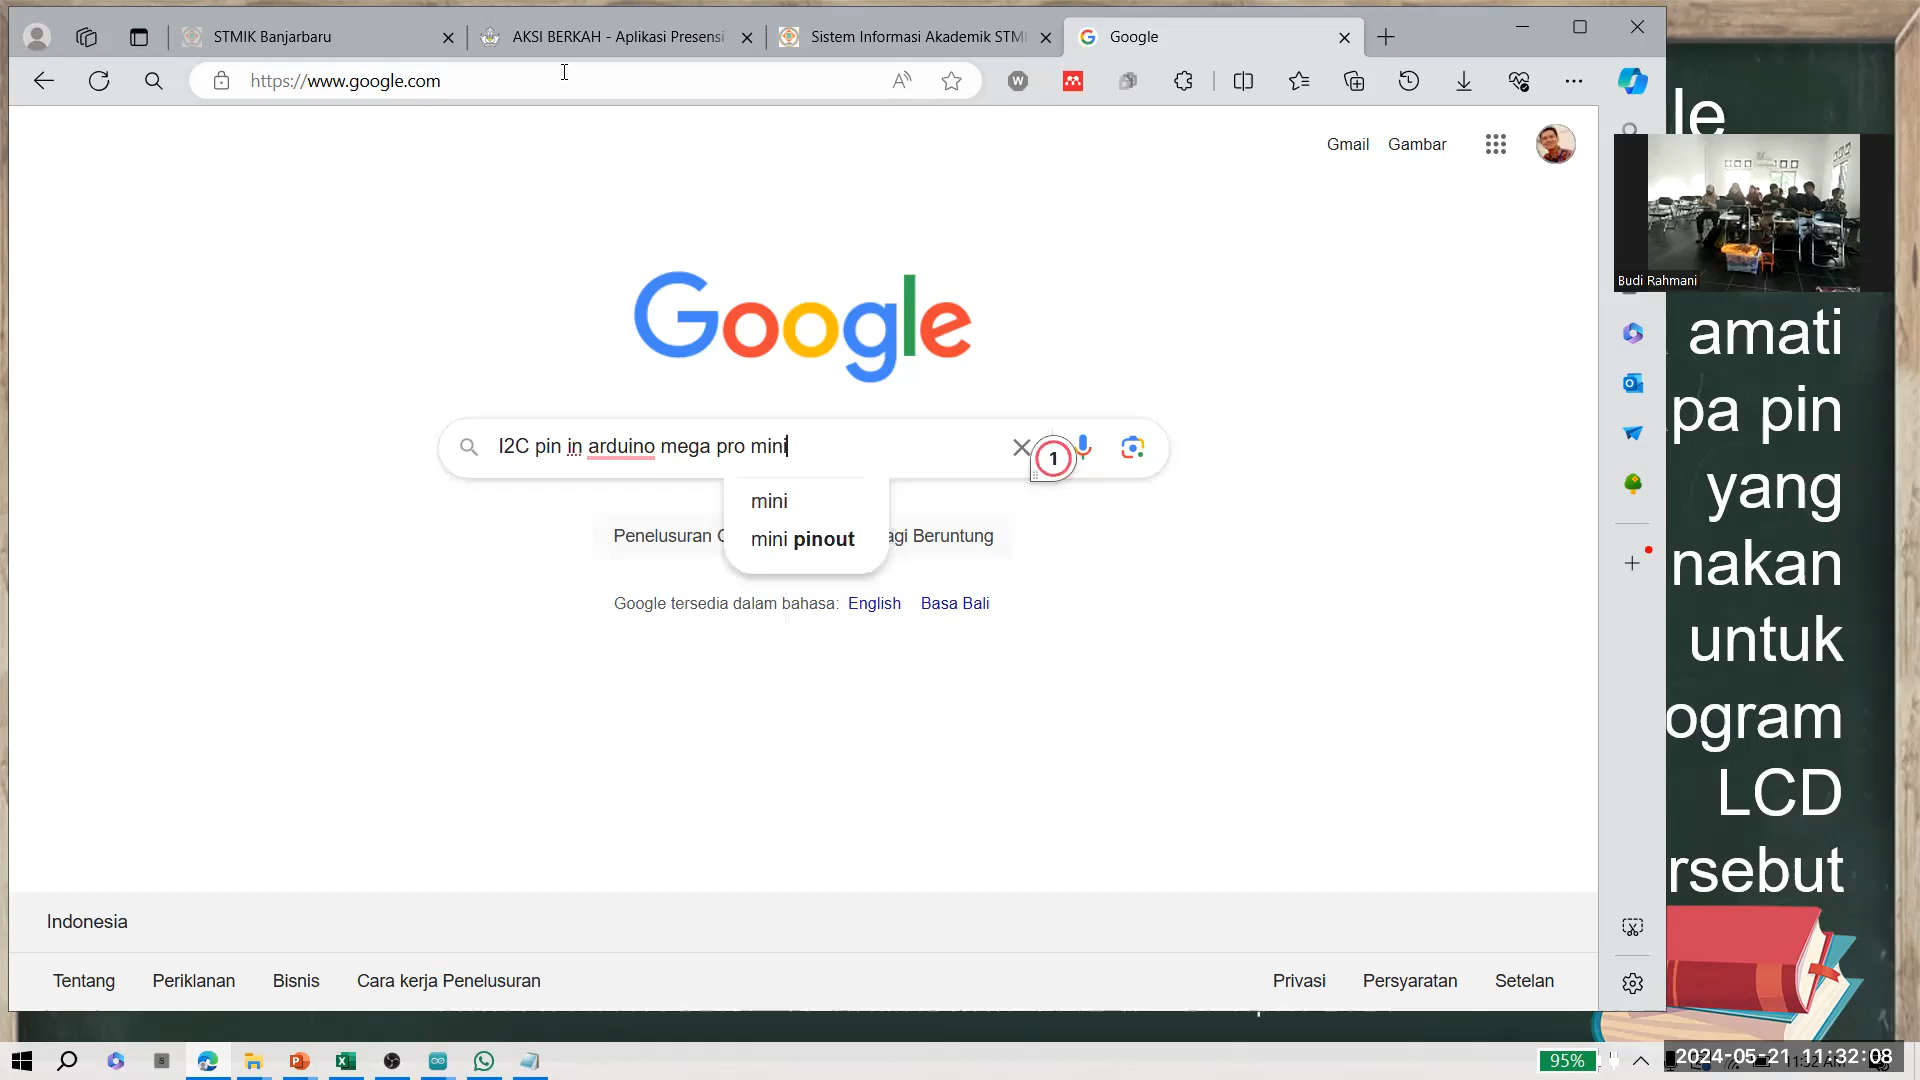 STMIK Banjarbaru
AKSI BERKAH - Aplikasi Presensi
Sistem Informasi Akademik STMI
Google
https://www.google.com
Gmail
Gambar
Budi Rahmani
Google
I2C pin in arduino mega pro mini
1
mini
mini pinout
Penelusuran
agi Beruntung
Google tersedia dalam bahasa: English Basa Bali
Indonesia
Tentang
Periklanan
Bisnis
Cara kerja Penelusuran
Privasi
Persyaratan
Setelan
le
amati
pa pin
yang
nakan
untuk
ogram
LCD
rsebut
95%
2024-05-21 11:32:08